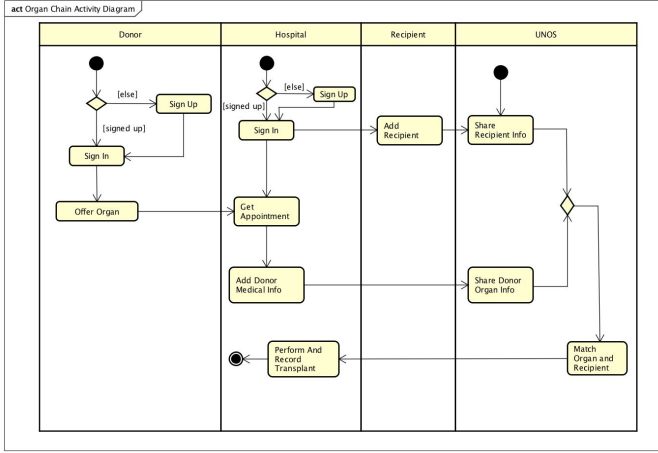 act Organ Chain Activity Diagram
Donor
Hospital
Recipient
UNOS
[else]
Sign Up
[signed up]
Sign In
Offer Organ
[else]
Sign Up
[signed up]
Sign In
Get
Appointment
Add Donor
Medical Info
Perform And
Record
Transplant
Add
Recipient
Share
Recipient Info
Share Donor
Organ Info
Match
Organ and
Recipient